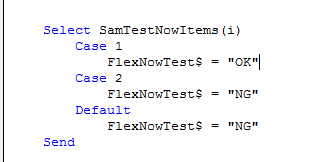 Select SamTestNowItems(i)
Case 1
FlexNowTest$ = "OK"
Case 2
FlexNowTest$ = "NG"
Default
FlexNowTest$ = "NG"
Send